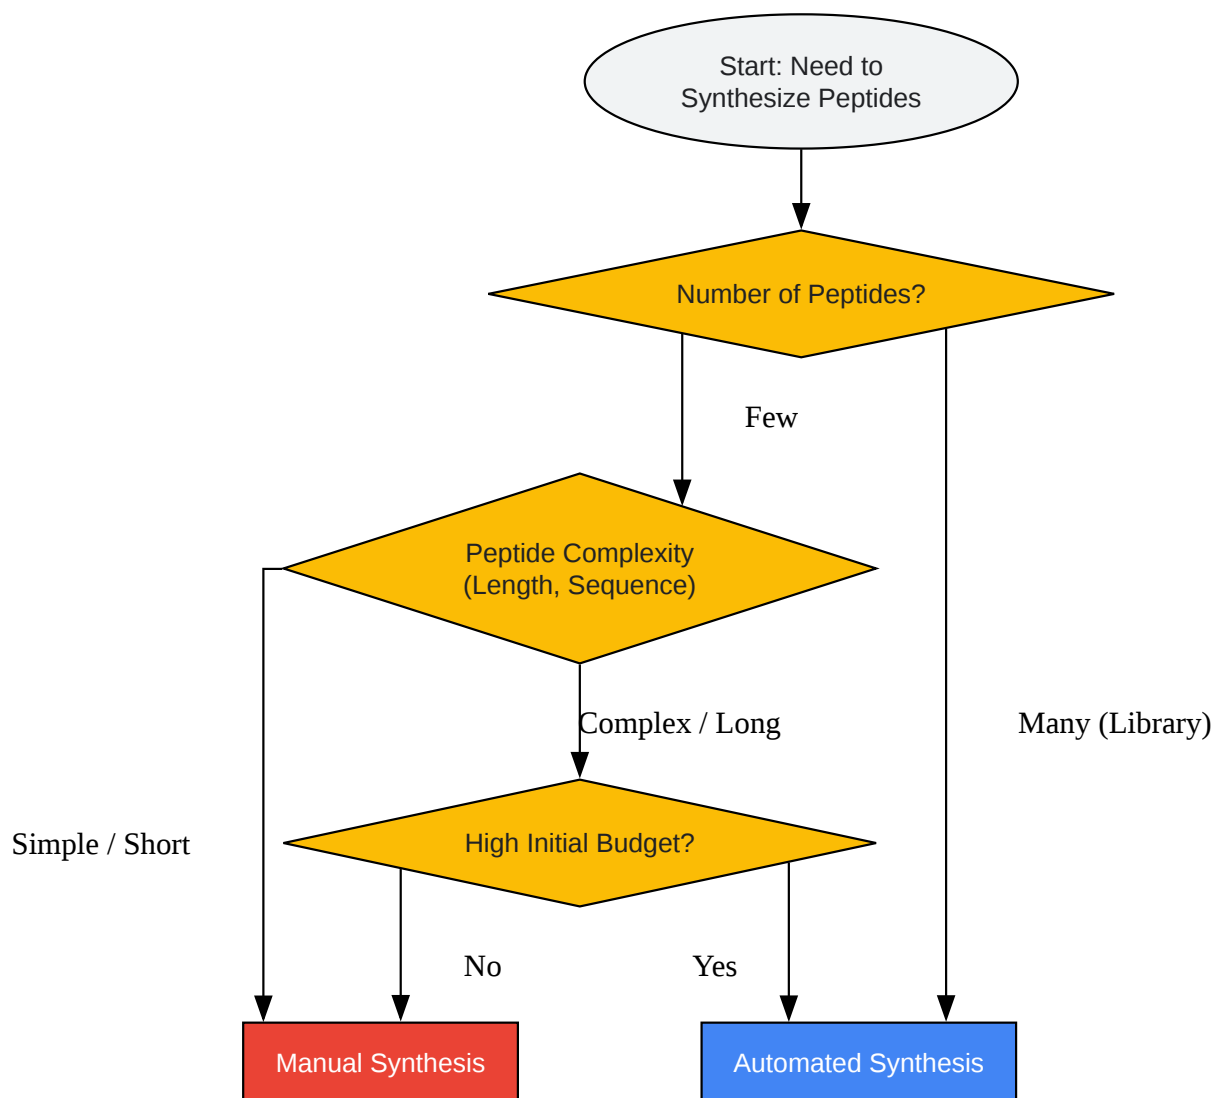 Start: Need to
Synthesize Peptides
Number of Peptides?
Few
Peptide Complexity
(Length, Sequence)
Complex / Long
Many (Library)
Simple / Short
High Initial Budget?
No
Yes
Manual Synthesis
Automated Synthesis